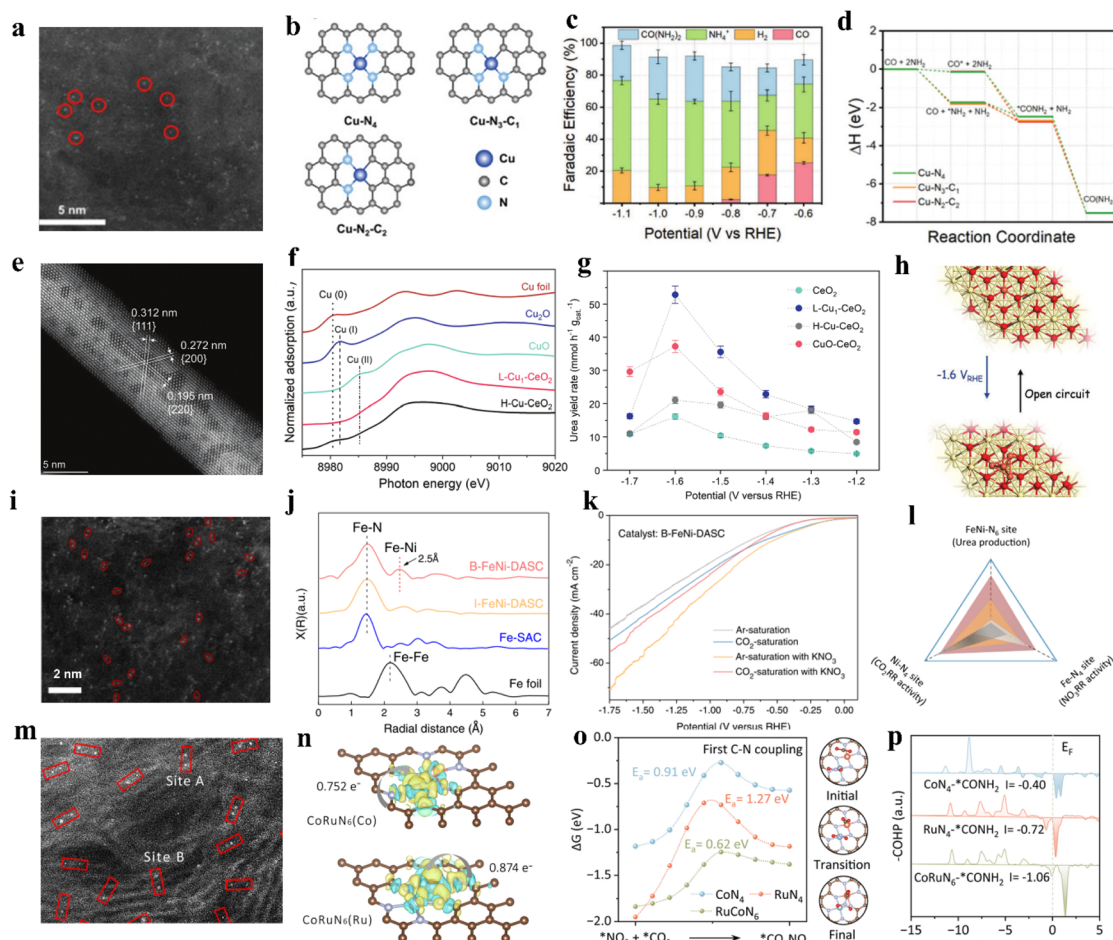 a
5 nm
b
Cu-N₄
Cu-N₃-C₁
Cu-N₂-C₂
Cu
C
N
c
CO(NH₂)₂ NH₄⁺ H₂ CO
Faradaic Efficiency (%)
80
60
40
20
-1.1 -1.0 -0.9 -0.8 -0.7 -0.6
Potential (V vs RHE)
d
ΔH (eV)
2
0
-2
-4
-6
-8
CO + 2NH₂
CO* + 2NH₂
CO + *NH₂ + NH₂
*CONH₂ + NH₂
CO(NH₂
Cu-N₄
Cu-N₃-C₁
Cu-N₂-C₂
Reaction Coordinate
e
0.312 nm
{111}
0.272 nm
{200}
0.195 nm
{220}
5 nm
f
Normalized adsorption (a.u.)
Cu (0)
Cu (I)
Cu (II)
Cu foil
Cu₂O
CuO
L-Cu₁-CeO₂
H-Cu-CeO₂
8980 8990 9000 9010 9020
Photon energy (eV)
g
Urea yield rate (mmol h⁻¹ g cat.⁻¹)
50
40
30
20
10
0
CeO₂
L-Cu₁-CeO₂
H-Cu-CeO₂
CuO-CeO₂
-1.7 -1.6 -1.5 -1.4 -1.3 -1.2
Potential (V versus RHE)
h
-1.6 V RHE
Open circuit
i
2 nm
j
X(R)(a.u.)
Fe-N
Fe-Ni
2.5Å
B-FeNi-DASC
I-FeNi-DASC
Fe-SAC
Fe-Fe
Fe foil
0 1 2 3 4 5 6 7
Radial distance (Å)
k
Current density (mA cm⁻²)
Catalyst: B-FeNi-DASC
0
-20
-40
-60
Ar-saturation
CO₂-saturation
Ar-saturation with KNO₃
CO₂-saturation with KNO₃
-1.75 -1.50 -1.25 -1.00 -0.75 -0.50 -0.25 0.00
Potential (V versus RHE)
l
FeNi-N₆ site
(Urea production)
Ni-N₄ site
(CO₂RR activity)
Fe-N₄ site
(NO₃RR activity)
m
Site A
Site B
n
0.752 e⁻
CoRuN₆(Co)
0.874 e⁻
CoRuN₆(Ru)
o
ΔG (eV)
0.0
-0.5
-1.0
-1.5
-2.0
First C-N coupling
Eₐ= 0.91 eV
Eₐ= 1.27 eV
Eₐ= 0.62 eV
CoN₄ RuN₄
RuCoN₆
Initial
Transition
Final
p
-COHP (a.u.)
E F
CoN₄-*CONH₂ I= -0.40
RuN₄-*CONH₂ I= -0.72
CoRuN₆-*CONH₂ I= -1.06
-15 -10 -5 0 5